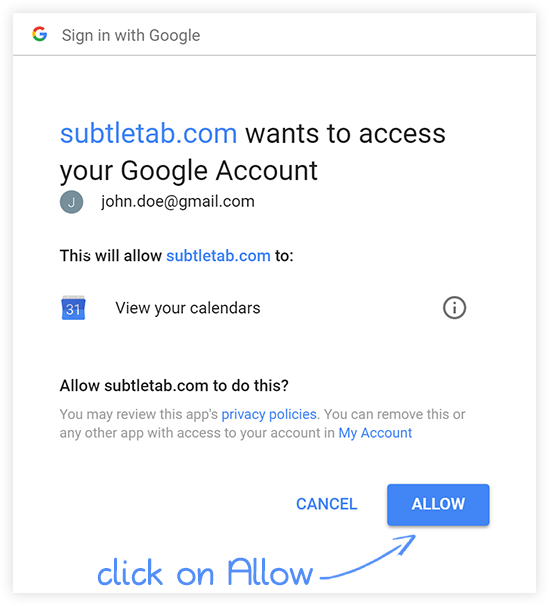 Sign in with Google
subtletab.com wants to access
your Google Account
J john.doe@gmail.com
This will allow subtletab.com to:
31 View your calendars
Allow subtletab.com to do this?
You may review this app's privacy policies. You can remove this or
any other app with access to your account in My Account
CANCEL ALLOW
click on Allow